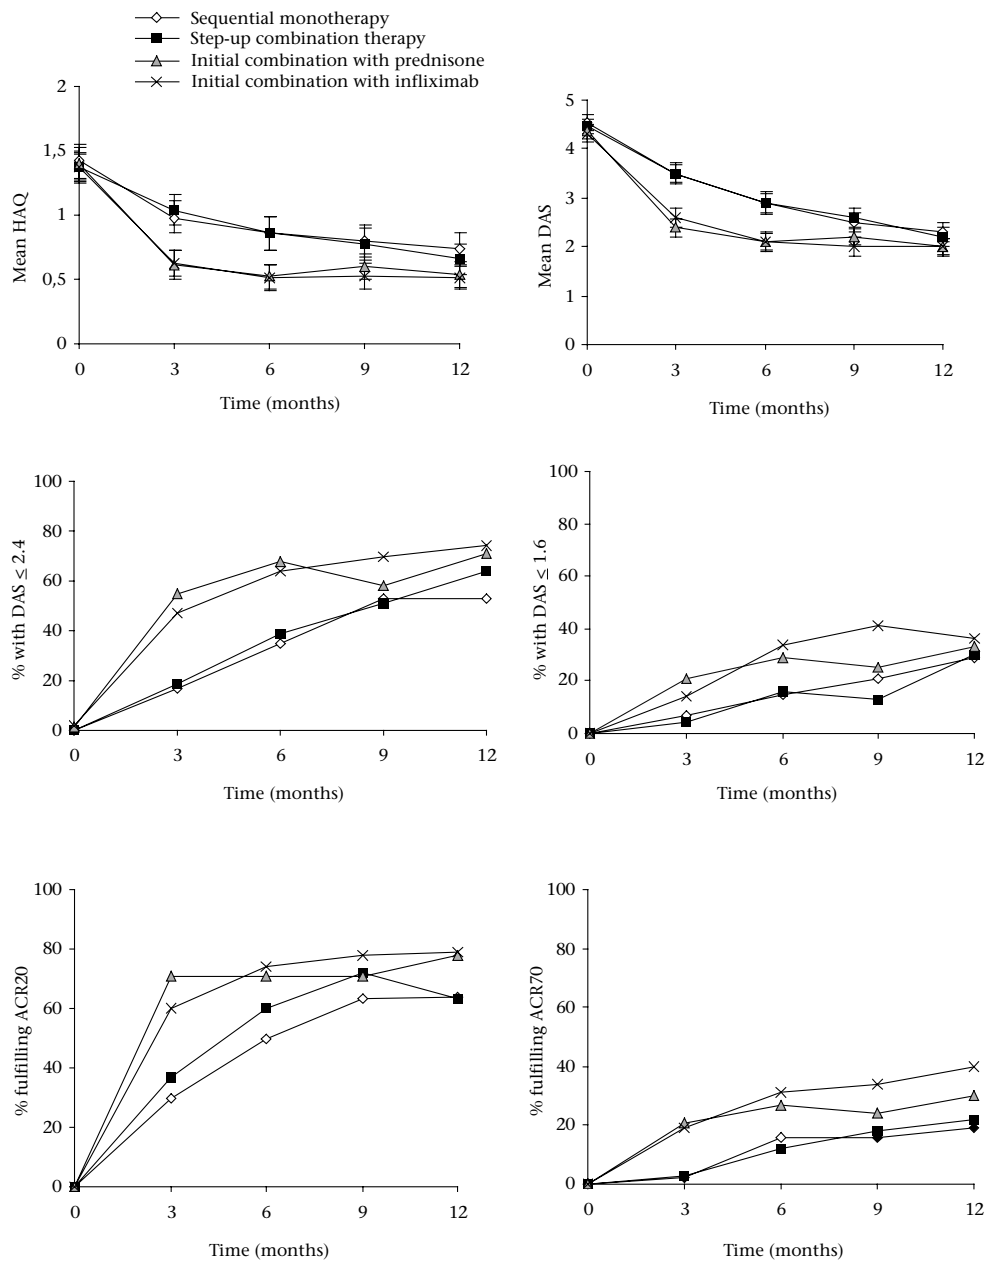 Sequential monotherapy
Step-up combination therapy
Initial combination with prednisone
Initial combination with infliximab
Mean HAQ
2
1,5
1
0,5
0
0 3 6 9 12
Time (months)
Mean DAS
5
4
3
2
1
0
0 3 6 9 12
Time (months)
% with DAS ≤ 2.4
100
80
60
40
20
0
0 3 6 9 12
Time (months)
% with DAS ≤ 1.6
100
80
60
40
20
0
0 3 6 9 12
Time (months)
% fulfilling ACR20
100
80
60
40
20
0
0 3 6 9 12
Time (months)
% fulfilling ACR70
100
80
60
40
20
0
0 3 6 9 12
Time (months)